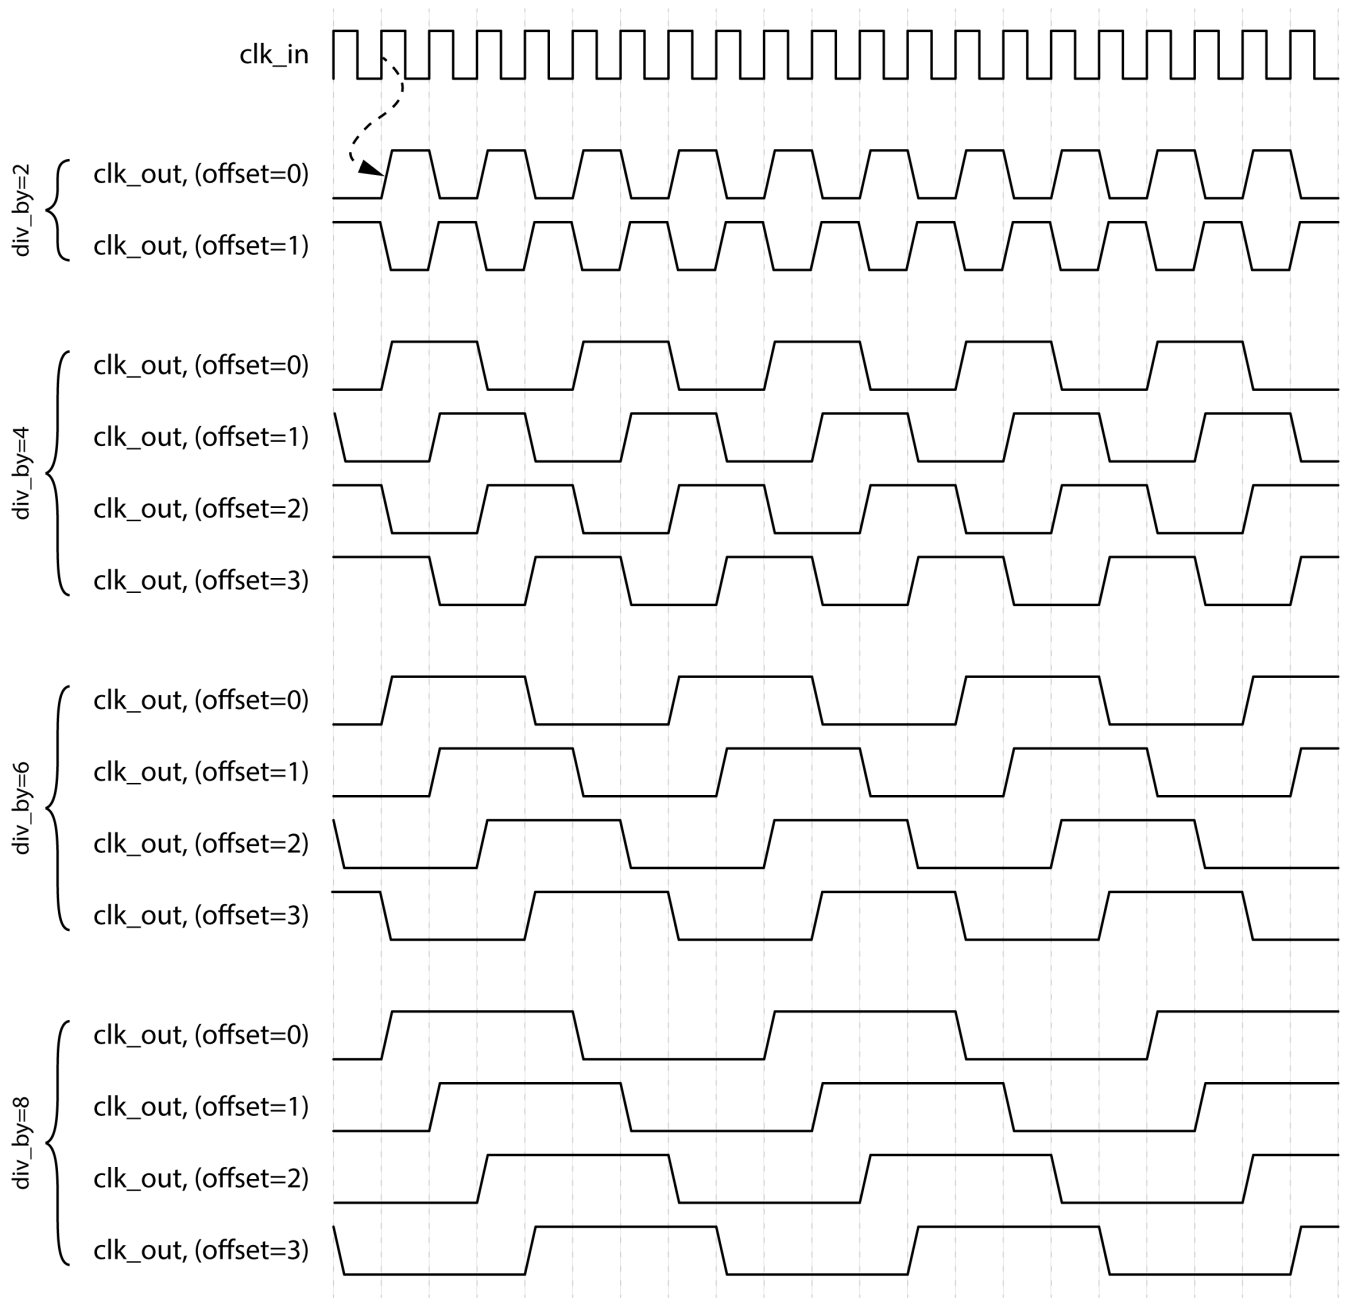 clk_in
div_by=2
clk_out, (offset=0)
clk_out, (offset=1)
div_by=4
clk_out, (offset=0)
clk_out, (offset=1)
clk_out, (offset=2)
clk_out, (offset=3)
div_by=6
clk_out, (offset=0)
clk_out, (offset=1)
clk_out, (offset=2)
clk_out, (offset=3)
div_by=8
clk_out, (offset=0)
clk_out, (offset=1)
clk_out, (offset=2)
clk_out, (offset=3)